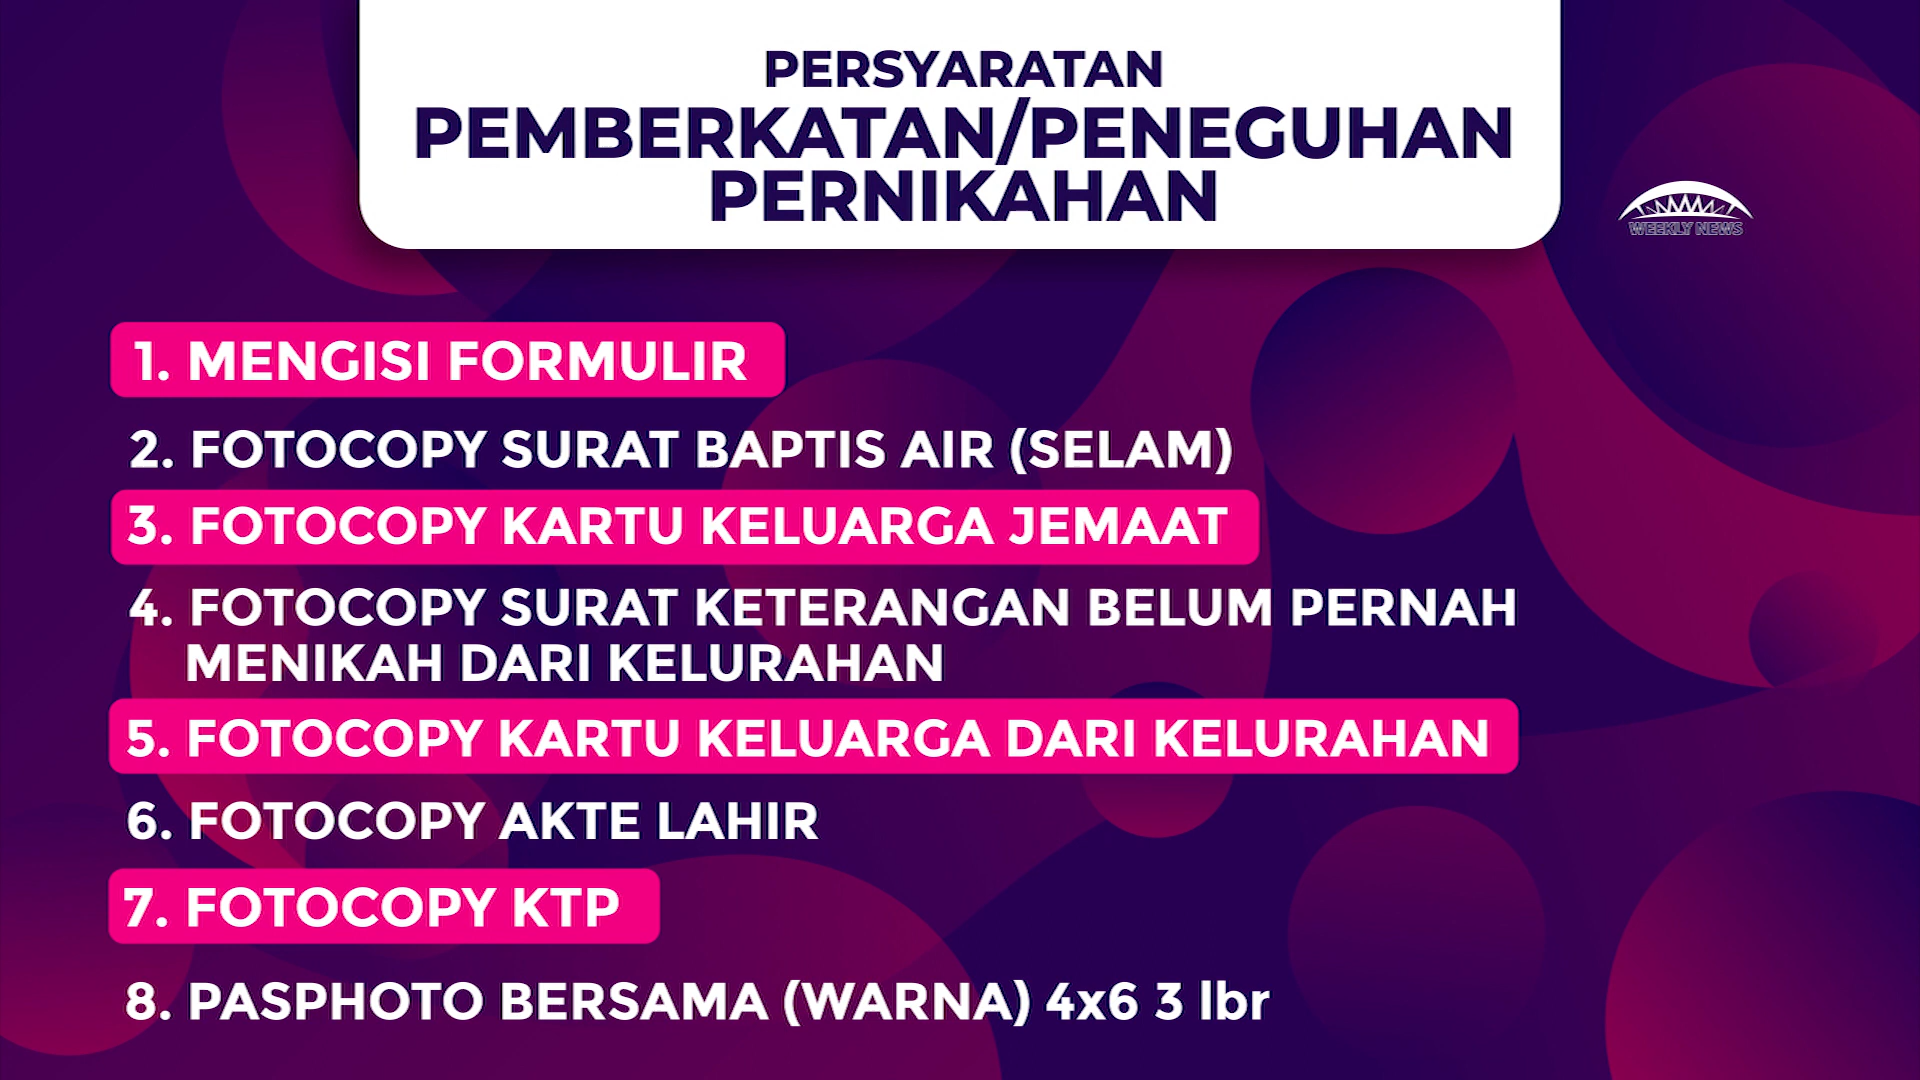 PERSYARATAN
PEMBERKATAN/PENEGUHAN
PERNIKAHAN
WEEKLY NEWS
1. MENGISI FORMULIR
2. FOTOCOPY SURAT BAPTIS AIR (SELAM)
3. FOTOCOPY KARTU KELUARGA JEMAAT
4. FOTOCOPY SURAT KETERANGAN BELUM PERNAH
MENIKAH DARI KELURAHAN
5. FOTOCOPY KARTU KELUARGA DARI KELURAHAN
6. FOTOCOPY AKTE LAHIR
7. FOTOCOPY KTP
8. PASPHOTO BERSAMA (WARNA) 4x6 3 lbr